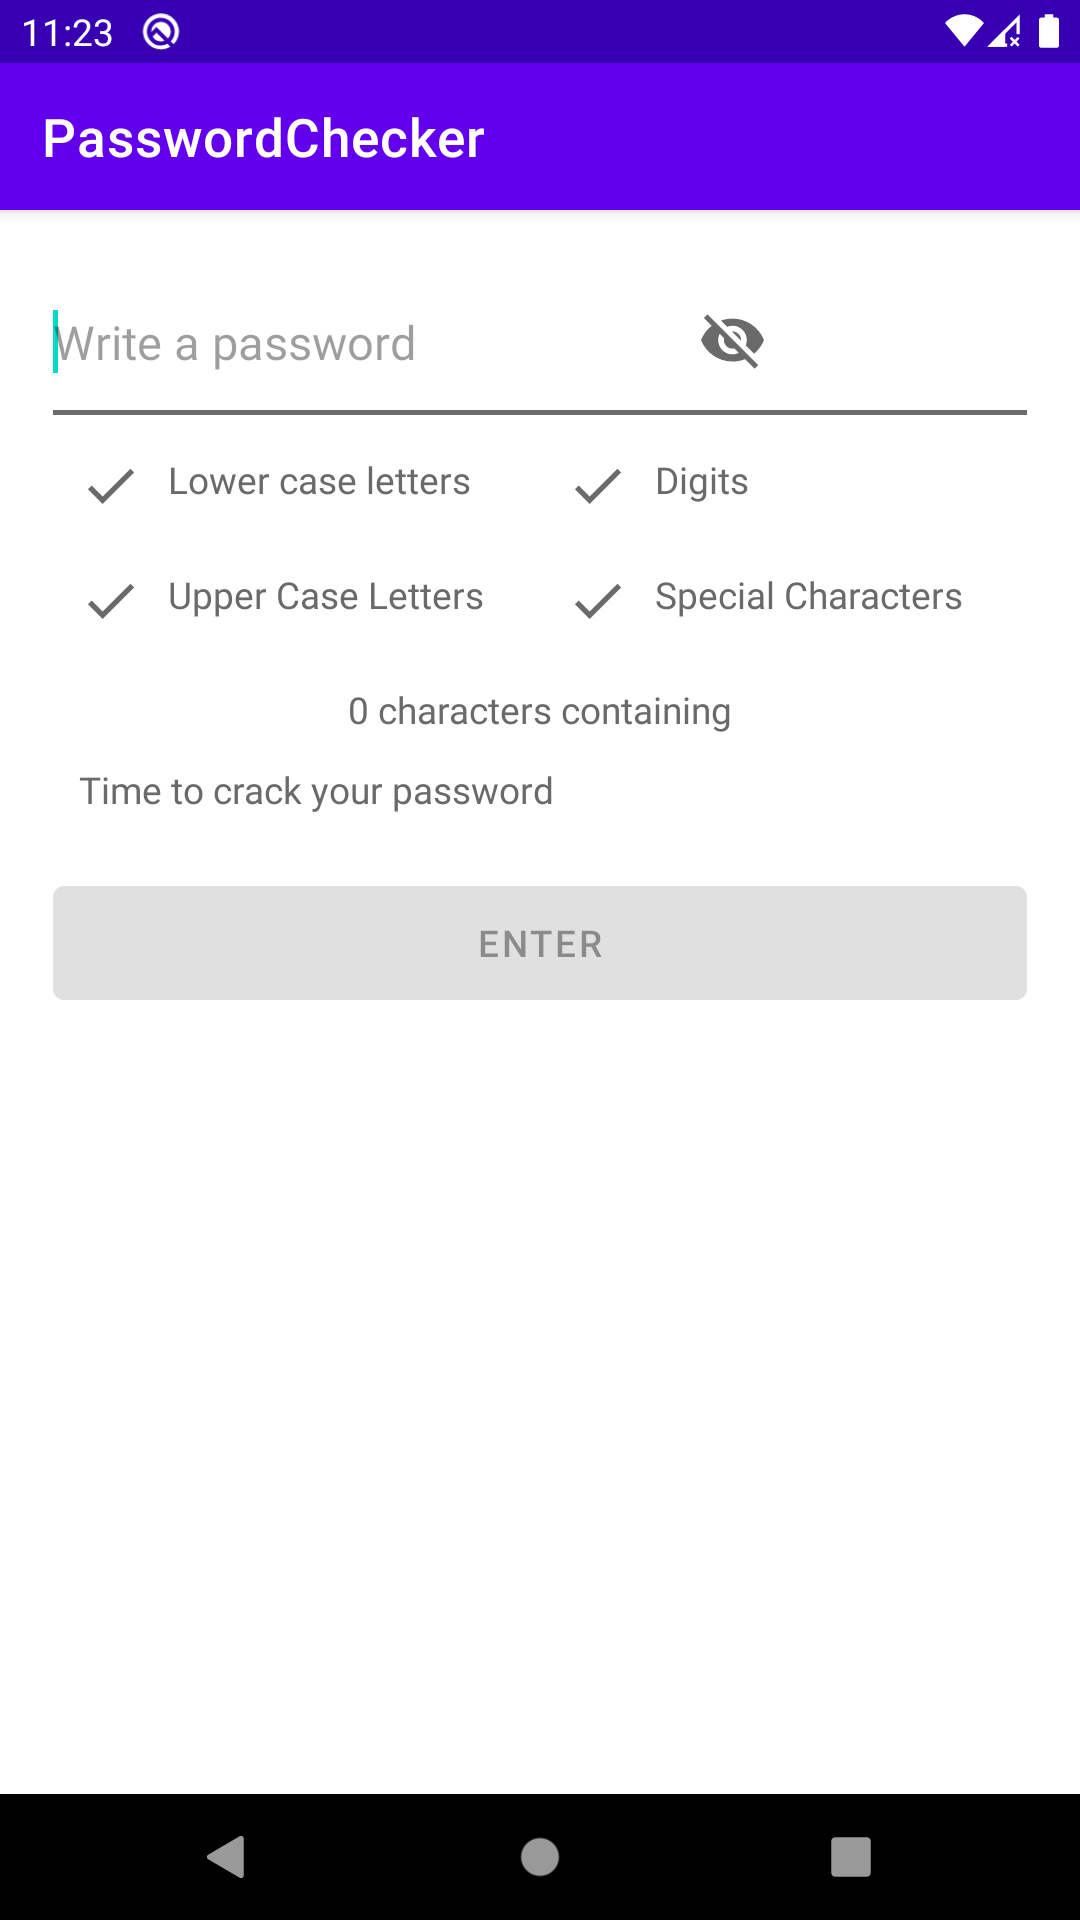 11:23
PasswordChecker
Write a password
Lower case letters
Digits
Upper Case Letters
Special Characters
0 characters containing
Time to crack your password
ENTER